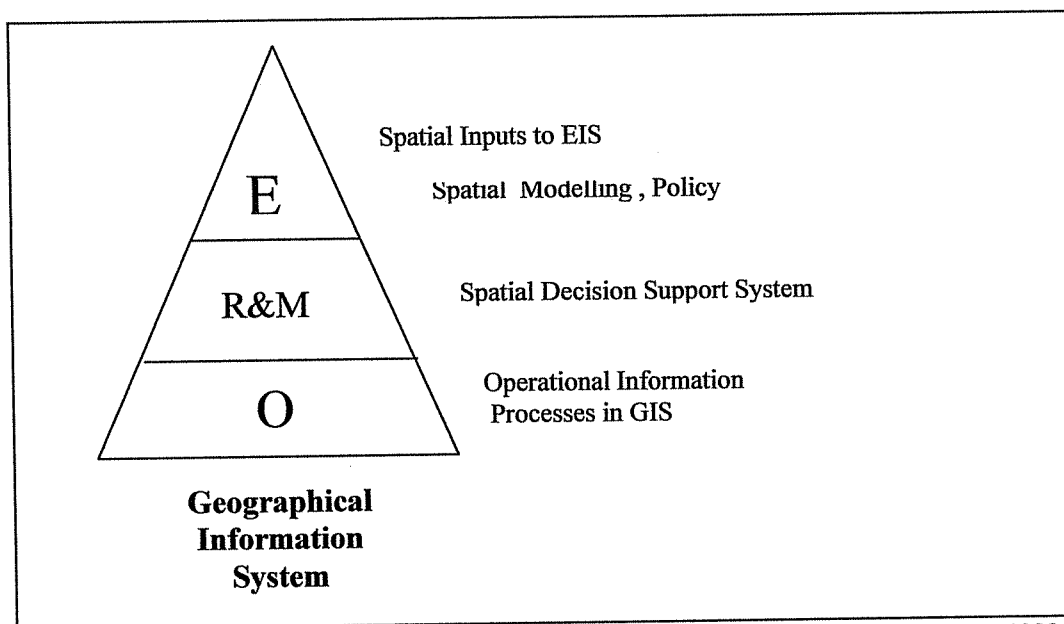 Spatial Inputs to EIS
E
Spatial Modelling , Policy
R&M
Spatial Decision Support System
Operational Information
Processes in GIS
O
Geographical
Information
System